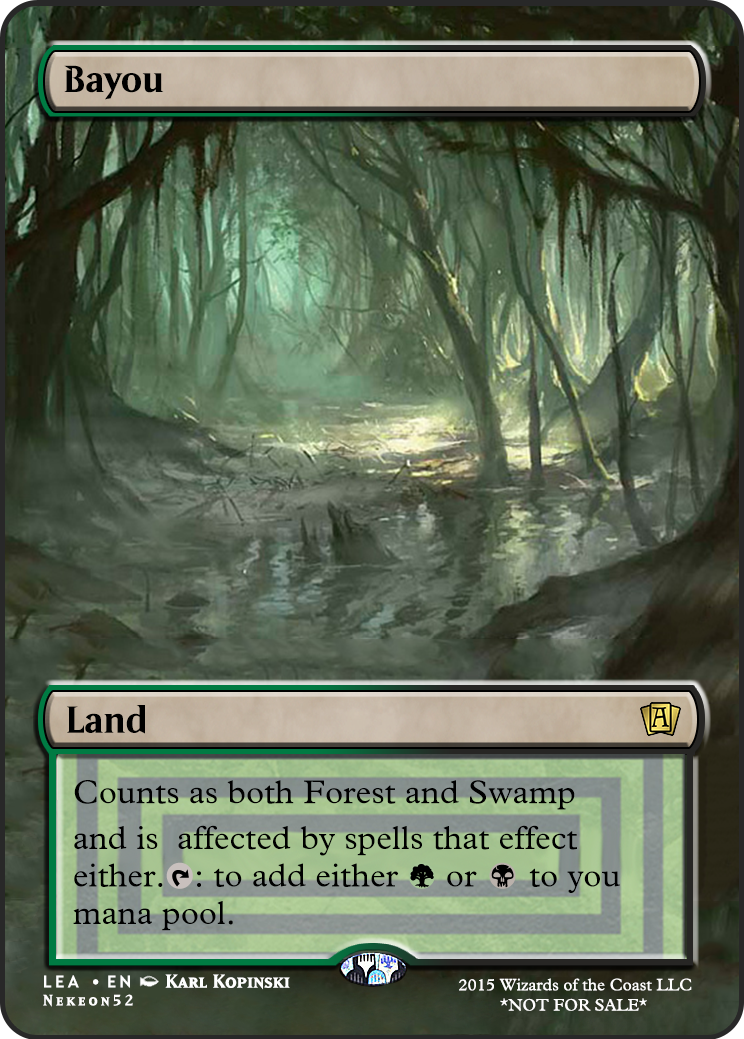 Bayou
Land
Counts as both Forest and Swamp
and is affected by spells that effect
either. : to add either or to you
mana pool.
LEA • EN Karl Kopinski
Nekeon52
2015 Wizards of the Coast LLC
*NOT FOR SALE*